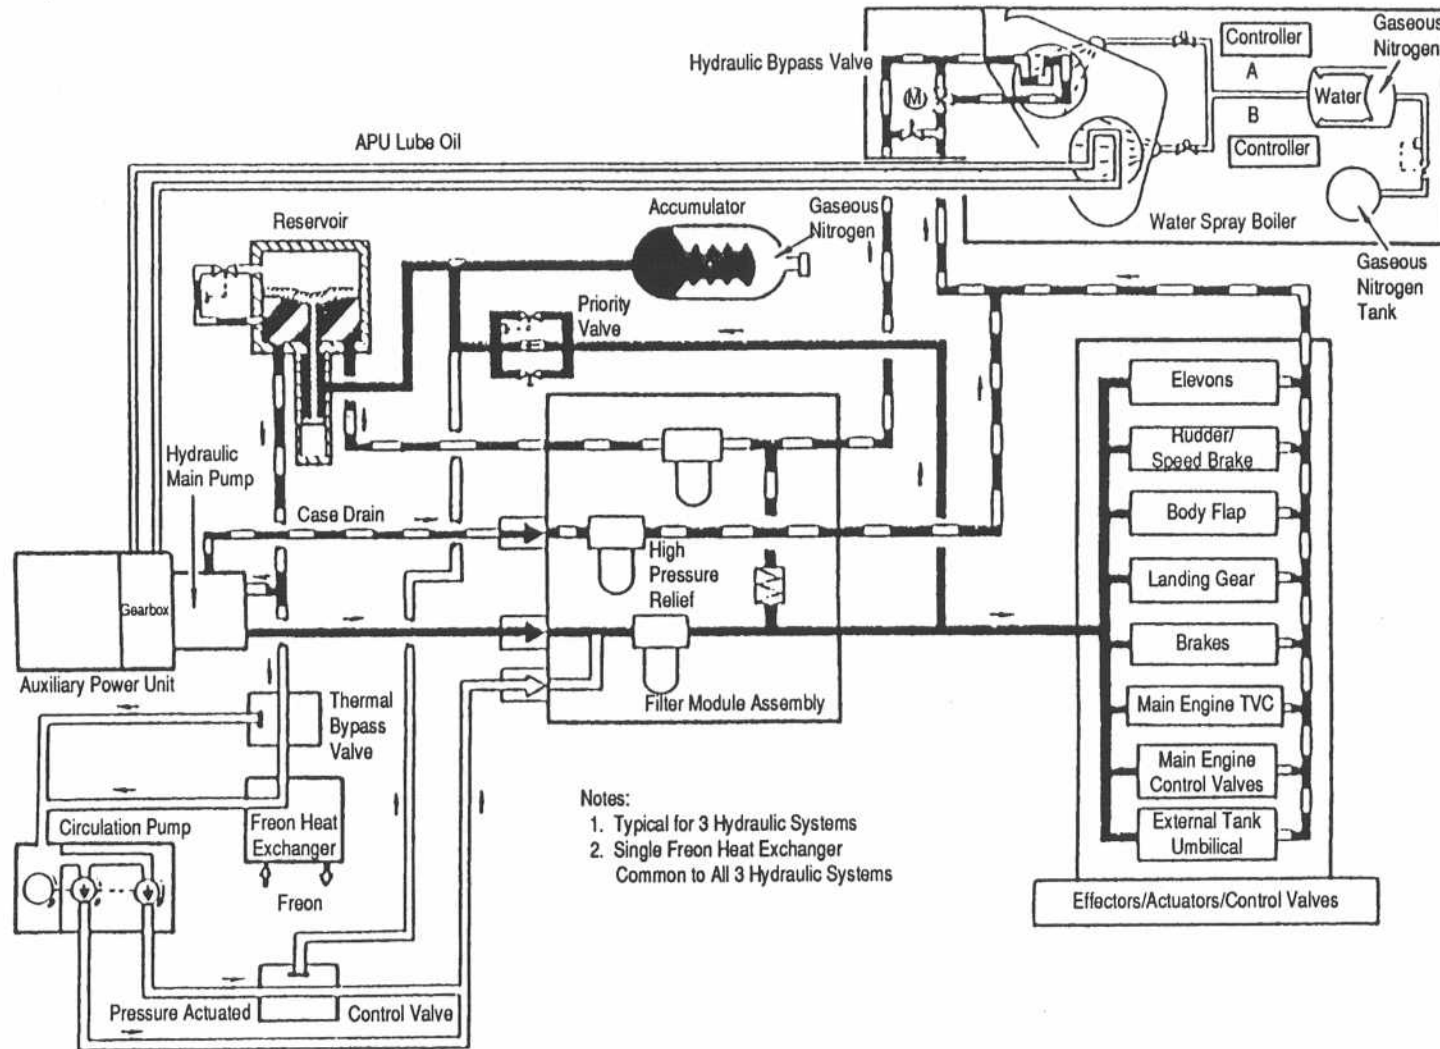 Gaseous
Nitrogen
Controller
Hydraulic Bypass Valve
A
M
Water
B
APU Lube Oil
Controller
Reservoir
Accumulator
Gaseous
Nitrogen
Water Spray Boiler
Gaseous
Nitrogen
Tank
Priority
Valve
Elevons
Rudder/
Speed Brake
Hydraulic
Main Pump
Case Drain
Body Flap
High
Pressure
Relief
Landing Gear
Gearbox
Brakes
Auxiliary Power Unit
Filter Module Assembly
Main Engine TVC
Thermal
Bypass
Valve
Main Engine
Control Valves
Notes:
1. Typical for 3 Hydraulic Systems
2. Single Freon Heat Exchanger
Common to All 3 Hydraulic Systems
Circulation Pump
Freon Heat
Exchanger
External Tank
Umbilical
Freon
Effectors/Actuators/Control Valves
Pressure Actuated
Control Valve